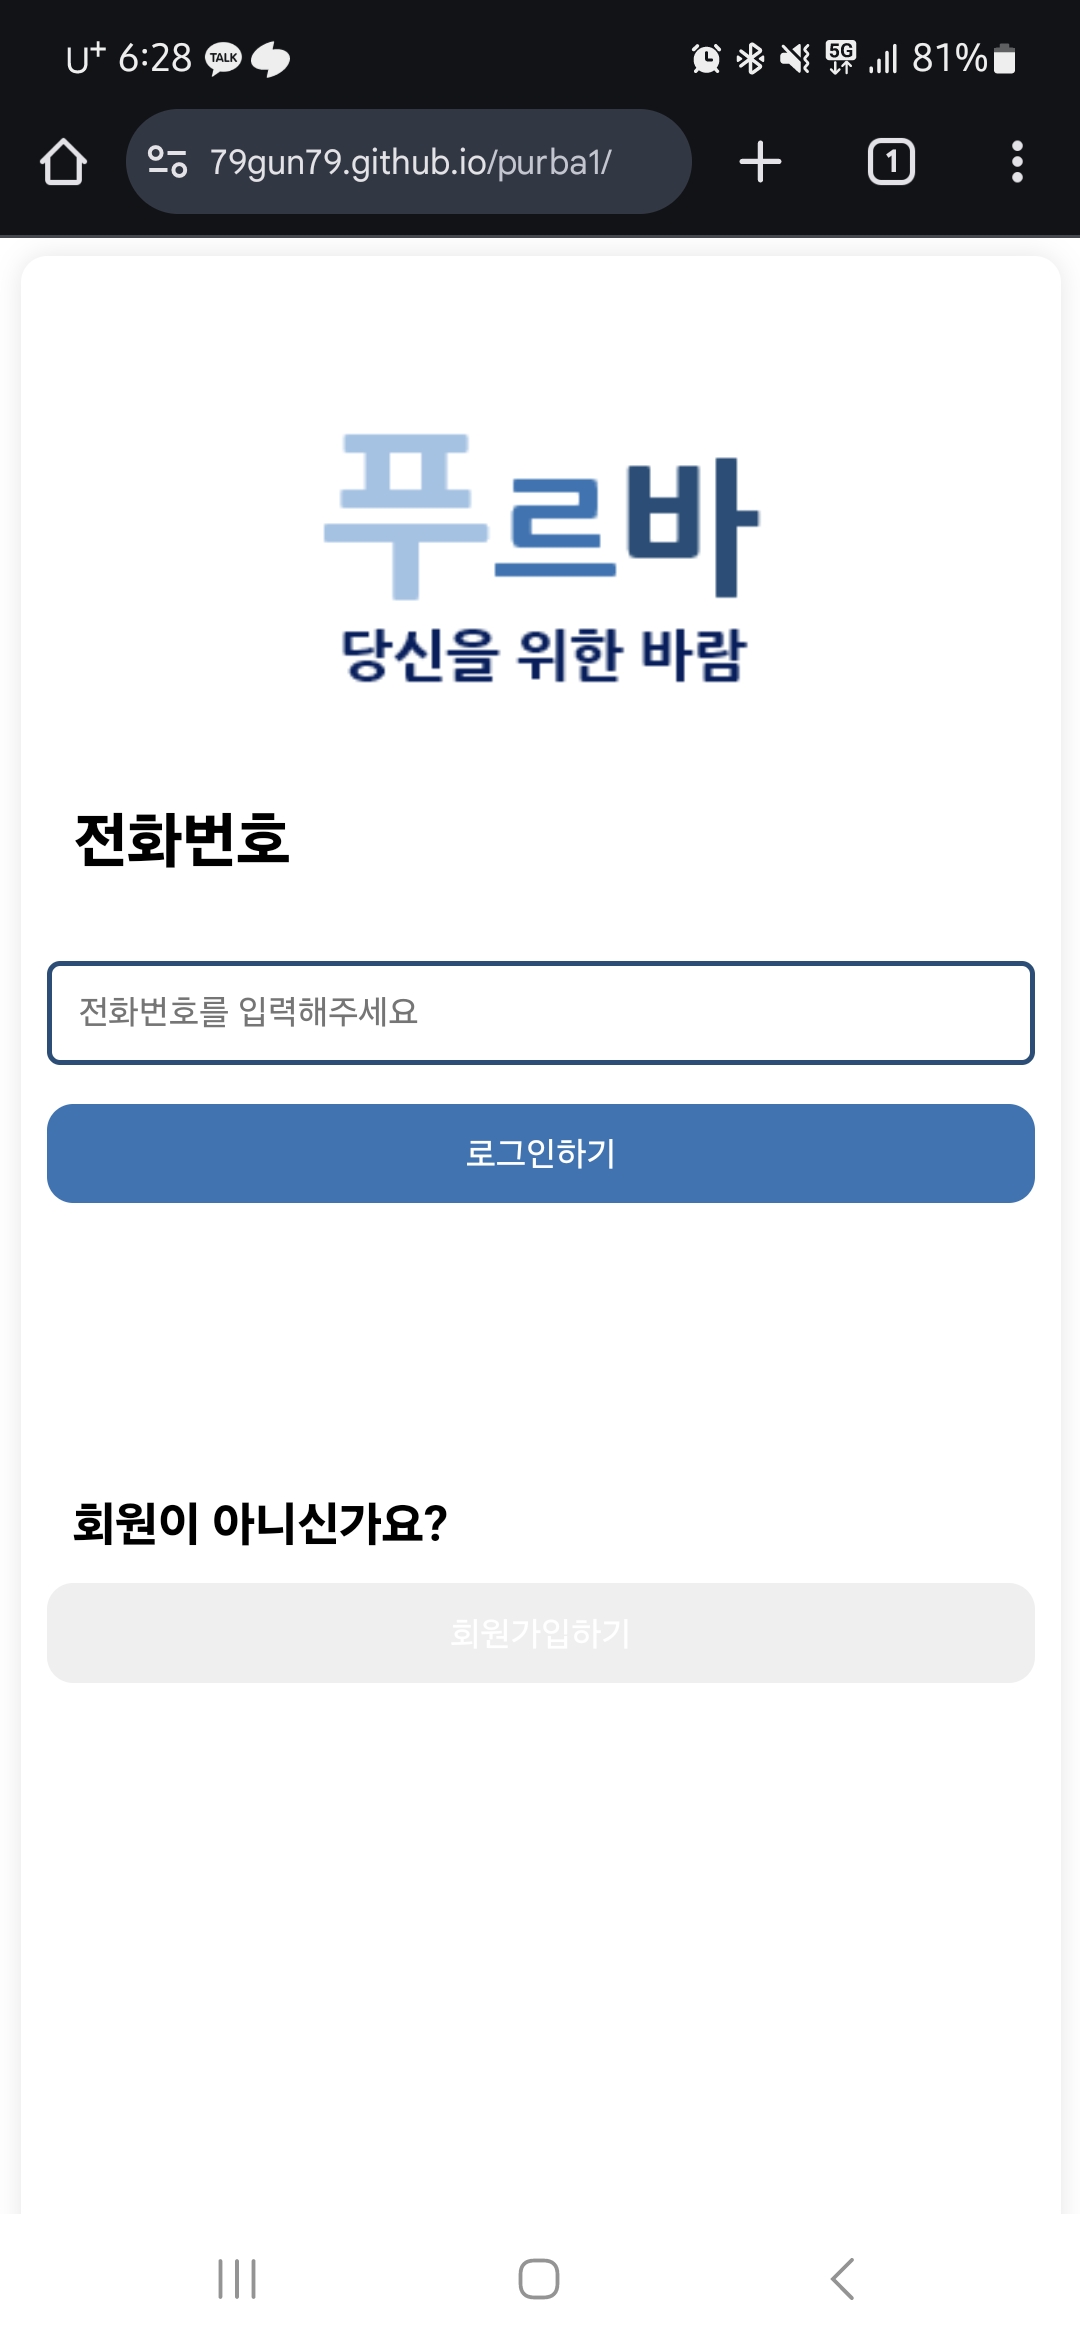 U+ 6:28 TALK 5G 81%
79gun79.github.io/purba1/ 1
푸르바
당신을 위한 바람
전화번호
전화번호를 입력해주세요
로그인하기
회원이 아니신가요?
회원가입하기